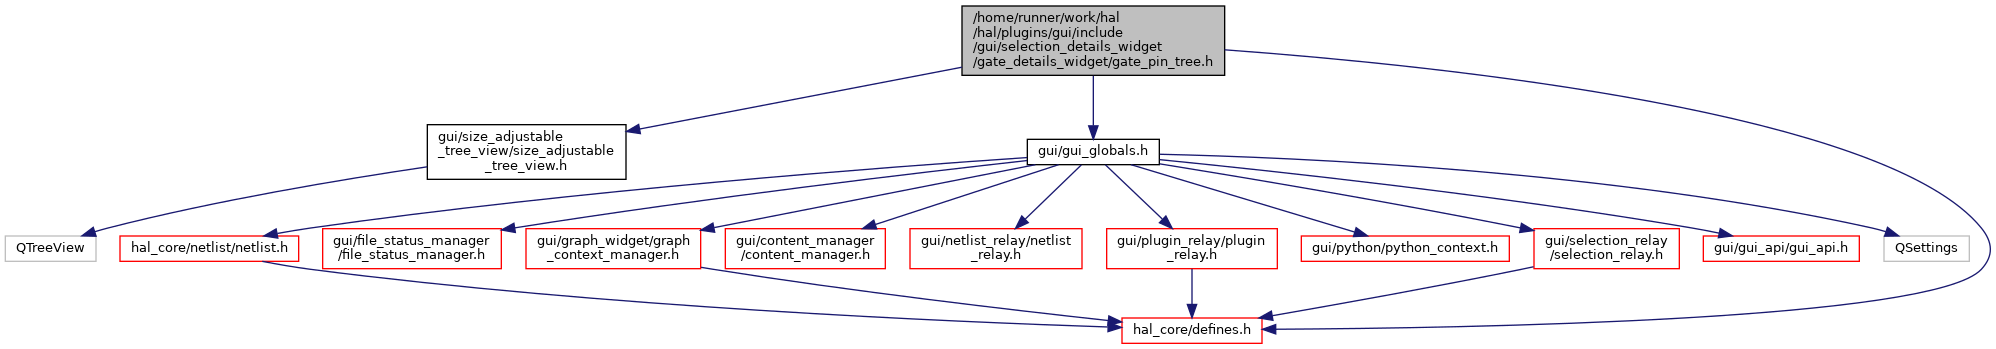 /home/runner/work/hal
/hal/plugins/gui/include
/gui/selection_details_widget
/gate_details_widget/gate_pin_tree.h
gui/size_adjustable
_tree_view/size_adjustable
_tree_view.h
gui/gui_globals.h
QTreeView
hal_core/netlist/netlist.h
gui/file_status_manager
/file_status_manager.h
gui/graph_widget/graph
_context_manager.h
gui/content_manager
/content_manager.h
gui/netlist_relay/netlist
_relay.h
gui/plugin_relay/plugin
_relay.h
gui/python/python_context.h
gui/selection_relay
/selection_relay.h
gui/gui_api/gui_api.h
QSettings
hal_core/defines.h